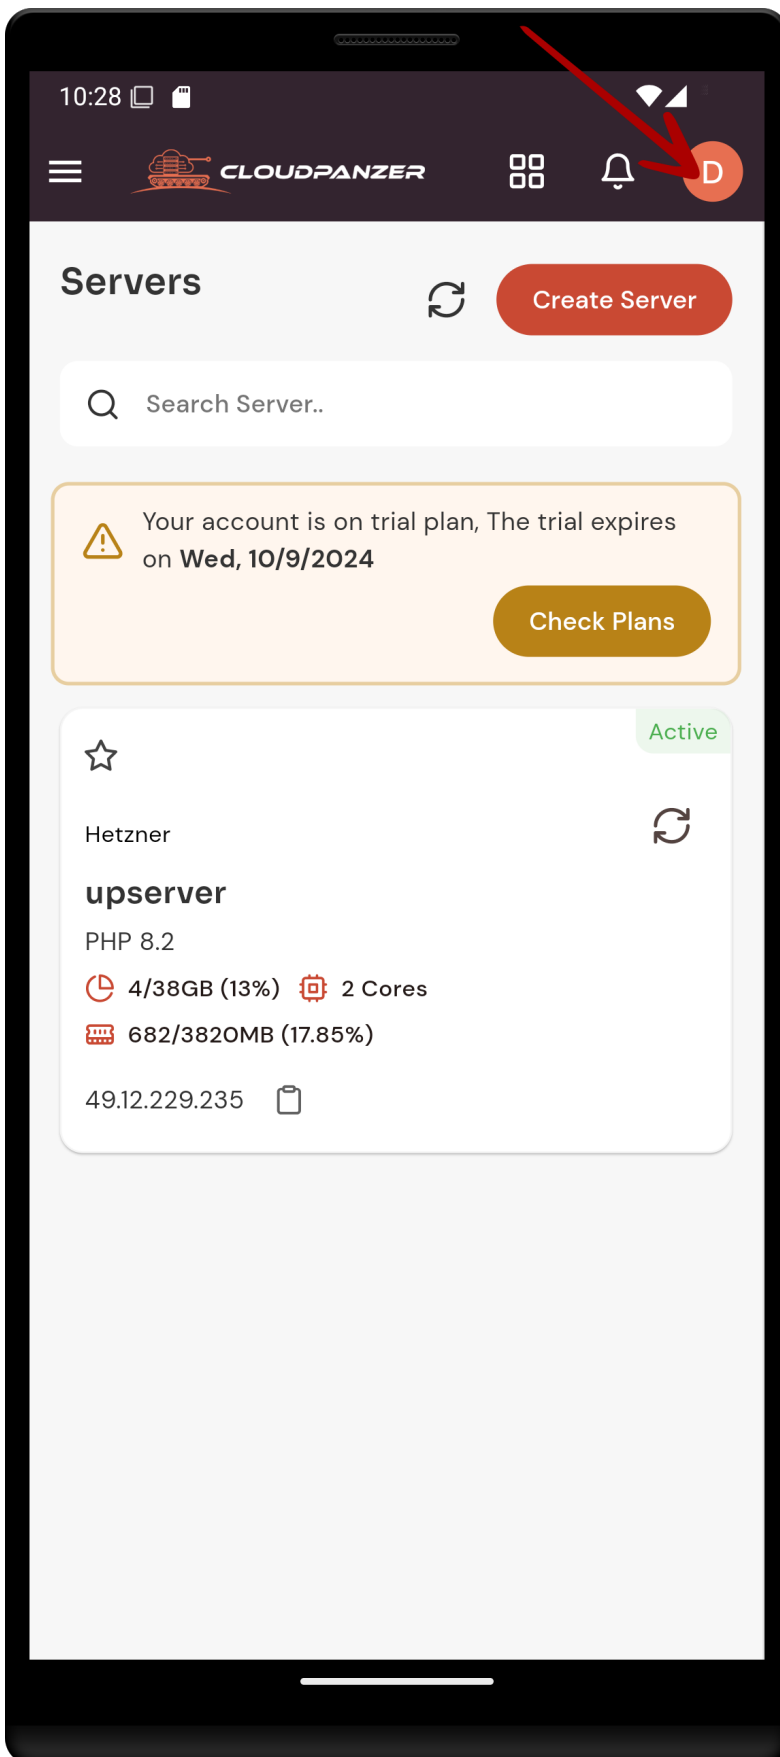 10:28
CLOUDPANZER
D
Servers
Create Server
Search Server..
Your account is on trial plan, The trial expires
on Wed, 10/9/2024
Check Plans
Active
Hetzner
upserver
PHP 8.2
4/38GB (13%) 2 Cores
682/3820MB (17.85%)
49.12.229.235